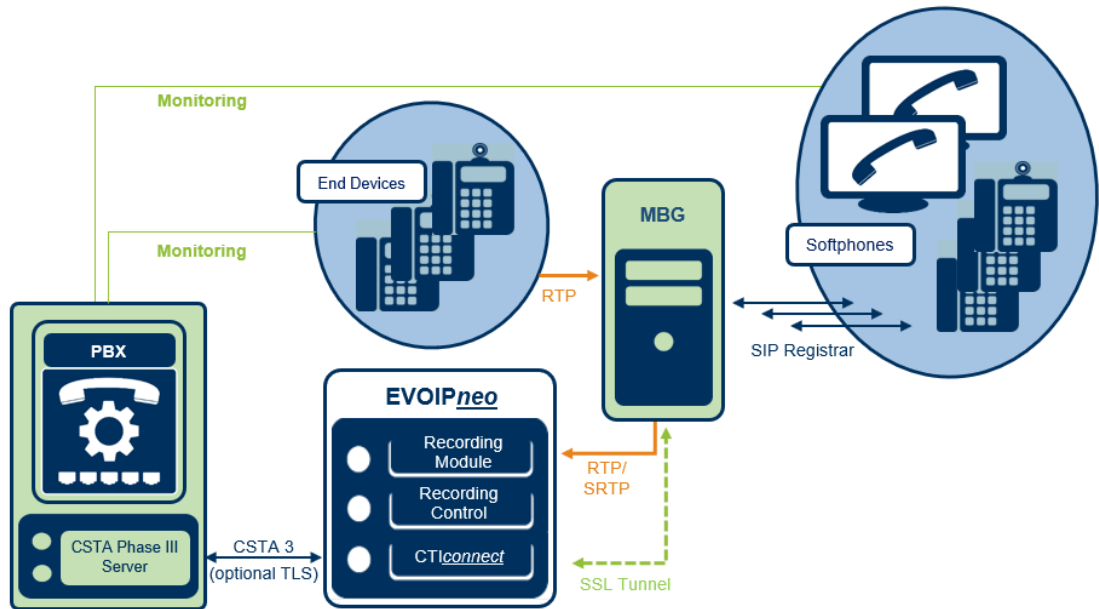 Monitoring
End Devices
Monitoring
MBG
Softphones
RTP
SIP Registrar
PBX
EVOIPneo
Recording
Module
Recording
Control
CTIconnect
RTP/
SRTP
CSTA Phase III
Server
CSTA 3
(optional TLS)
SSL Tunnel